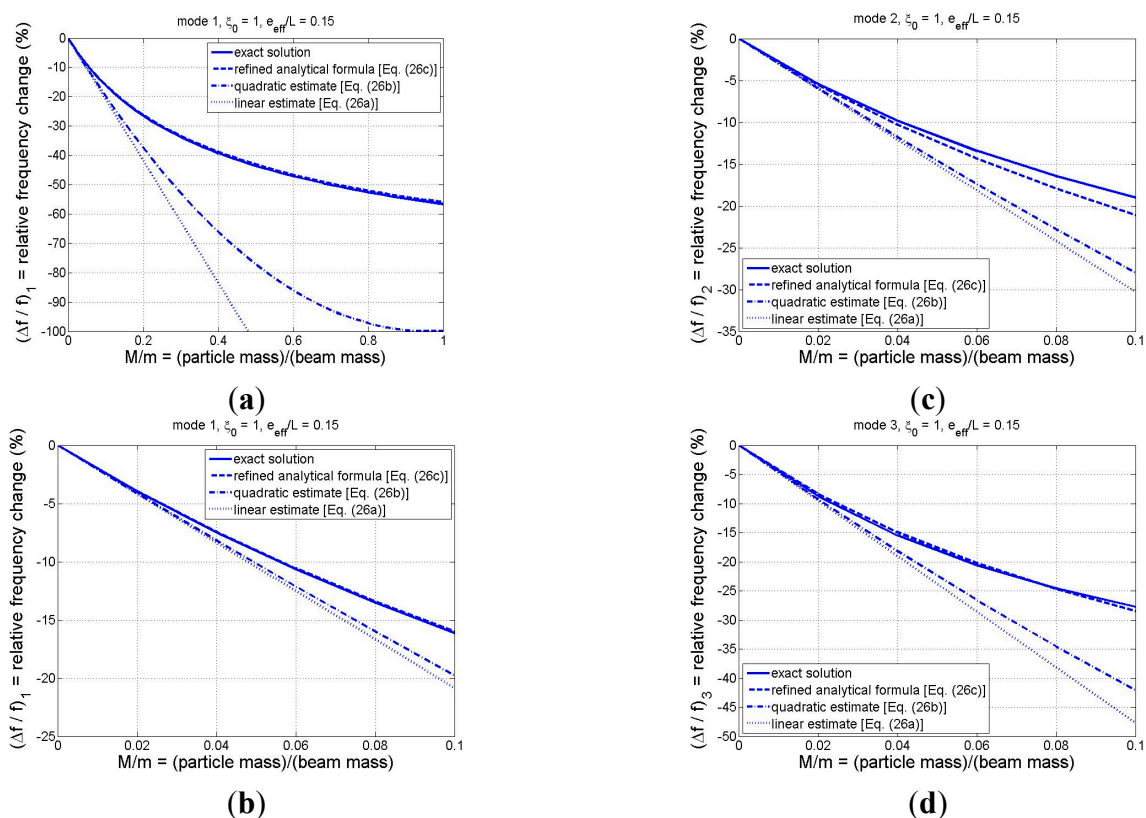 mode 1, ξ0 = 1, eeff/L = 0.15
(Δf / f)1 = relative frequency change (%)
0
-10
-20
-30
-40
-50
-60
-70
-80
-90
-100
exact solution
refined analytical formula [Eq. (26c)]
quadratic estimate [Eq. (26b)]
linear estimate [Eq. (26a)]
0 0.2 0.4 0.6 0.8 1
M/m = (particle mass)/(beam mass)
(a)
mode 2, ξ0 = 1, eeff/L = 0.15
(Δf / f)2 = relative frequency change (%)
0
-5
-10
-15
-20
-25
-30
-35
exact solution
refined analytical formula [Eq. (26c)]
quadratic estimate [Eq. (26b)]
linear estimate [Eq. (26a)]
0 0.02 0.04 0.06 0.08 0.1
M/m = (particle mass)/(beam mass)
(c)
mode 1, ξ0 = 1, eeff/L = 0.15
(Δf / f)1 = relative frequency change (%)
0
-5
-10
-15
-20
-25
exact solution
refined analytical formula [Eq. (26c)]
quadratic estimate [Eq. (26b)]
linear estimate [Eq. (26a)]
0 0.02 0.04 0.06 0.08 0.1
M/m = (particle mass)/(beam mass)
(b)
mode 3, ξ0 = 1, eeff/L = 0.15
(Δf / f)3 = relative frequency change (%)
0
-5
-10
-15
-20
-25
-30
-35
-40
-45
-50
exact solution
refined analytical formula [Eq. (26c)]
quadratic estimate [Eq. (26b)]
linear estimate [Eq. (26a)]
0 0.02 0.04 0.06 0.08 0.1
M/m = (particle mass)/(beam mass)
(d)